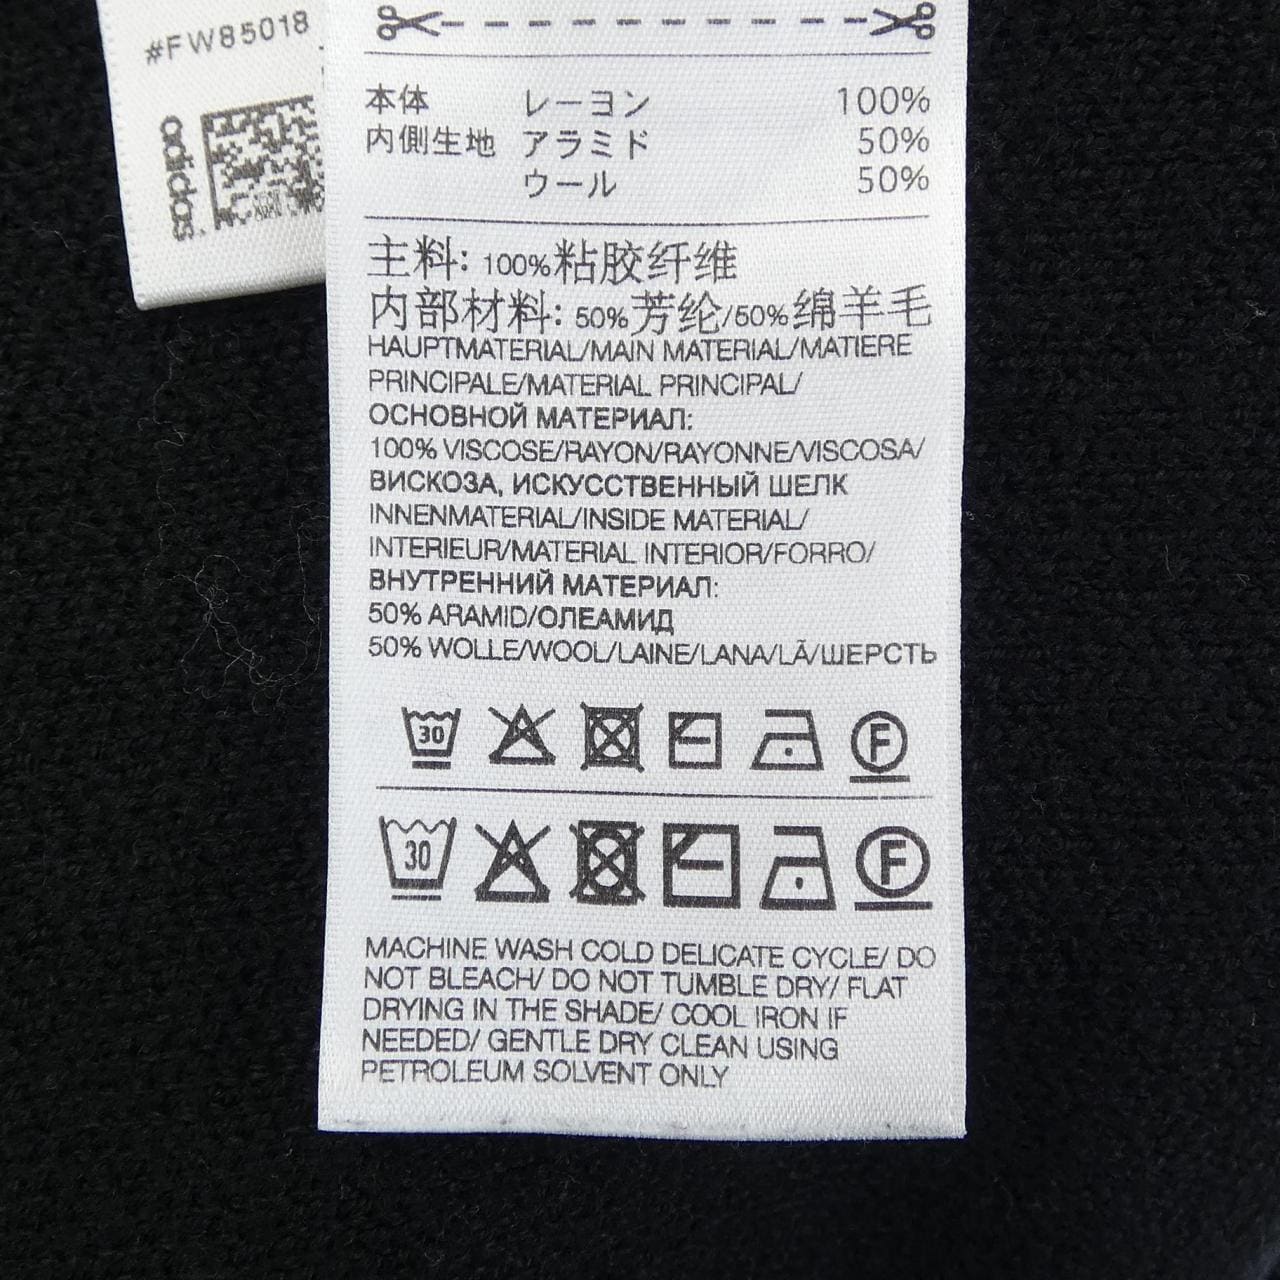 #FW85018
adidas
本体 レーヨン 100%
内側生地 アラミド 50%
ウール 50%
主料: 100%粘胶纤维
内部材料: 50%芳纶/50%绵羊毛
HAUPTMATERIAL/MAIN MATERIAL/MATIERE
PRINCIPALE/MATERIAL PRINCIPAL/
ОСНОВНОЙ МАТЕРИАЛ:
100% VISCOSE/RAYON/RAYONNE/VISCOSA/
ВИСКОЗА, ИСКУССТВЕННЫЙ ШЕЛК
INNENMATERIAL/INSIDE MATERIAL/
INTERIEUR/MATERIAL INTERIOR/FORRO/
ВНУТРЕННИЙ МАТЕРИАЛ:
50% ARAMID/ОЛЕАМИД
50% WOLLE/WOOL/LAINE/LANA/LÃ/ШЕРСТЬ
30 F
30 F
MACHINE WASH COLD DELICATE CYCLE/ DO
NOT BLEACH/ DO NOT TUMBLE DRY/ FLAT
DRYING IN THE SHADE/ COOL IRON IF
NEEDED/ GENTLE DRY CLEAN USING
PETROLEUM SOLVENT ONLY